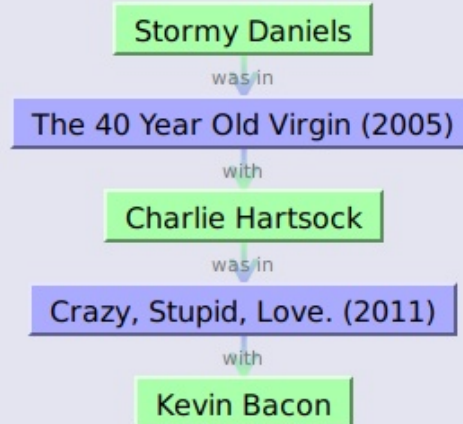 Stormy Daniels
was in
The 40 Year Old Virgin (2005)
with
Charlie Hartsock
was in
Crazy, Stupid, Love. (2011)
with
Kevin Bacon